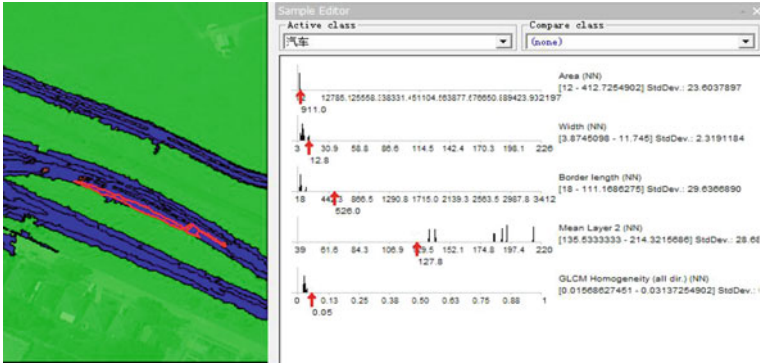 Sample Editor
Active class
Compare class
汽车
(none)
Area (NN)
[12 - 412.7254902] StdDev.: 23.6037897
911.0
Width (NN)
[3.8745098 - 11.745] StdDev.: 2.3191184
3 30.9 58.8 86.6 114.5 142.4 170.3 198.1 226
12.8
Border length (NN)
[18 - 111.1686275] StdDev.: 29.6366890
18 866.5 1290.8 1715.0 2139.3 2563.5 2987.8 3412
526.0
Mean Layer 2 (NN)
[135.5333333 - 214.3215686] StdDev.: 28.68
39 61.6 84.3 106.9 152.1 174.8 197.4 220
127.8
GLCM Homogeneity (all dir.) (NN)
[0.01568627451 - 0.03137254902] StdDev.:
0 0.13 0.25 0.38 0.50 0.63 0.75 0.88 1
0.05